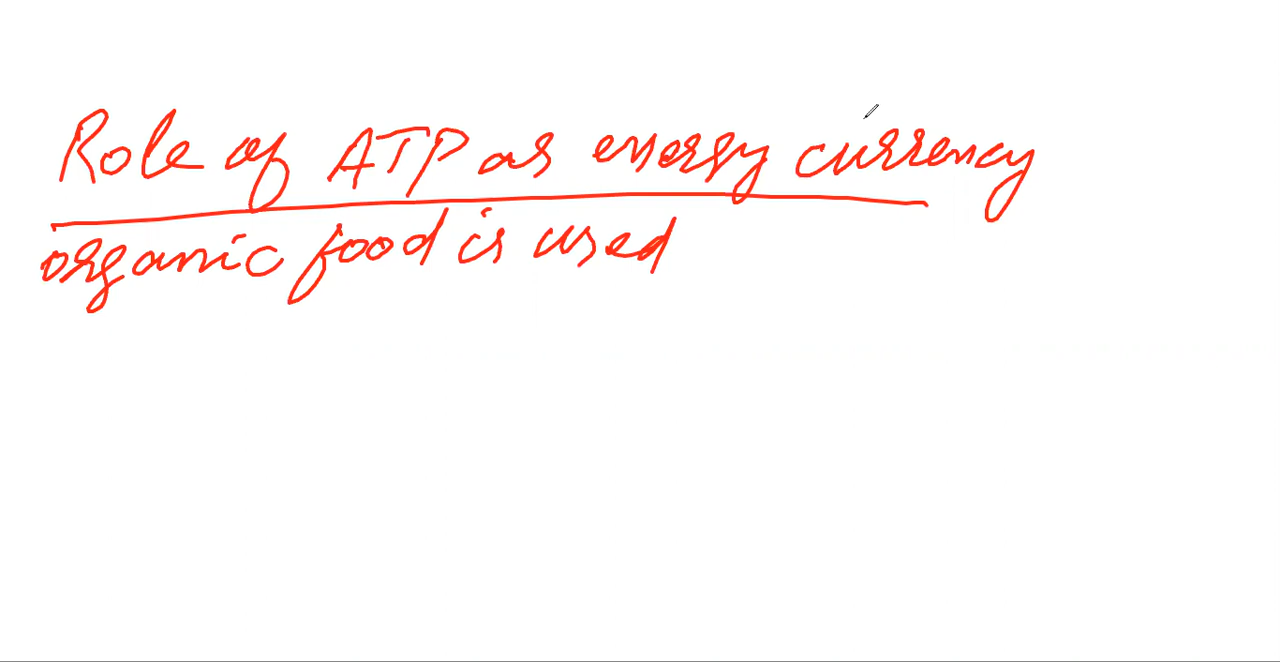 Role of ATP as energy currency
organic food is used